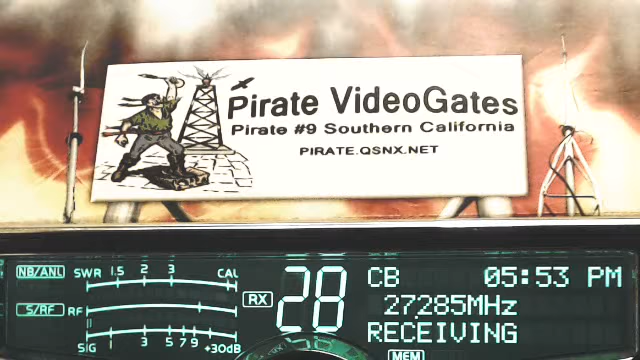 Pirate VideoGates
Pirate #9 Southern California
PIRATE.QSNX.NET
NB/ANL SWR 1.5 2 3 CAL
S/RF RF
SIG 1 3 5 7 9 +30dB
RX 28
CB 05:53 PM
27285MHz
RECEIVING
MEM